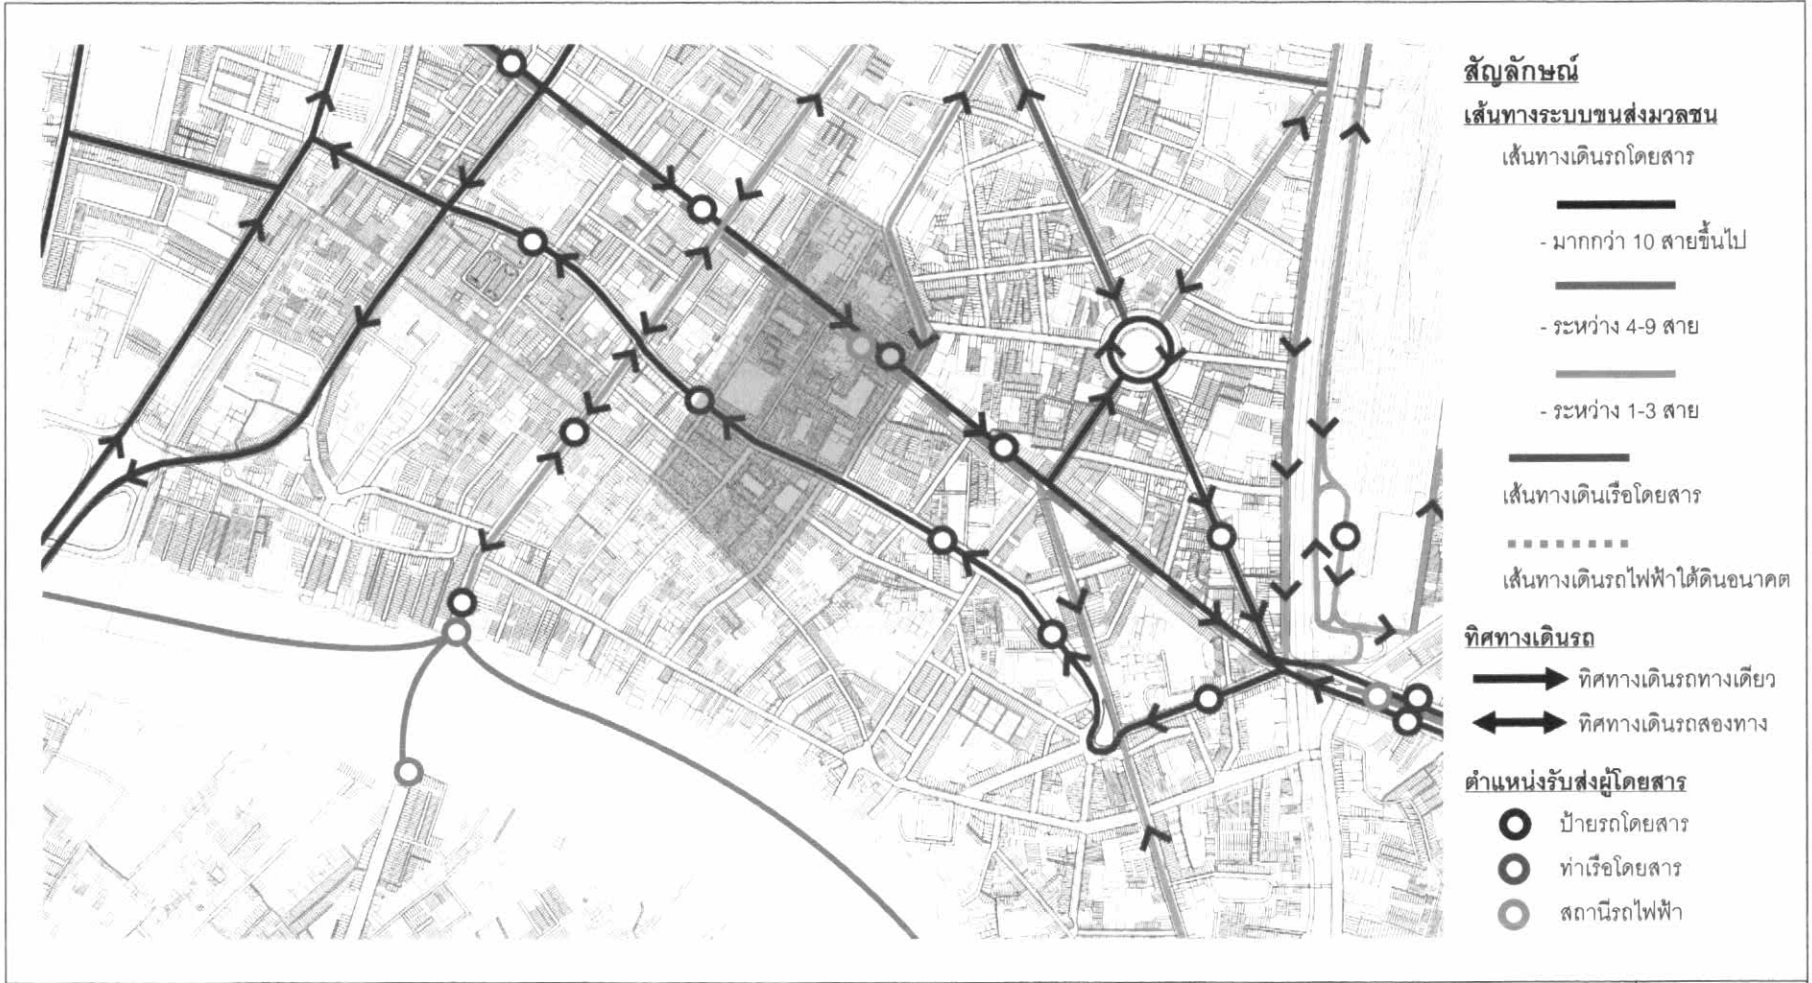 สัญลักษณ์
เส้นทางระบบขนส่งมวลชน
เส้นทางเดินรถโดยสาร
- มากกว่า 10 สายขึ้นไป
- ระหว่าง 4-9 สาย
- ระหว่าง 1-3 สาย
เส้นทางเดินเรือโดยสาร
เส้นทางเดินรถไฟฟ้าใต้ดินอนาคต
ทิศทางเดินรถ
ทิศทางเดินรถทางเดียว
ทิศทางเดินรถสองทาง
ตำแหน่งรับส่งผู้โดยสาร
ป้ายรถโดยสาร
ท่าเรือโดยสาร
สถานีรถไฟฟ้า